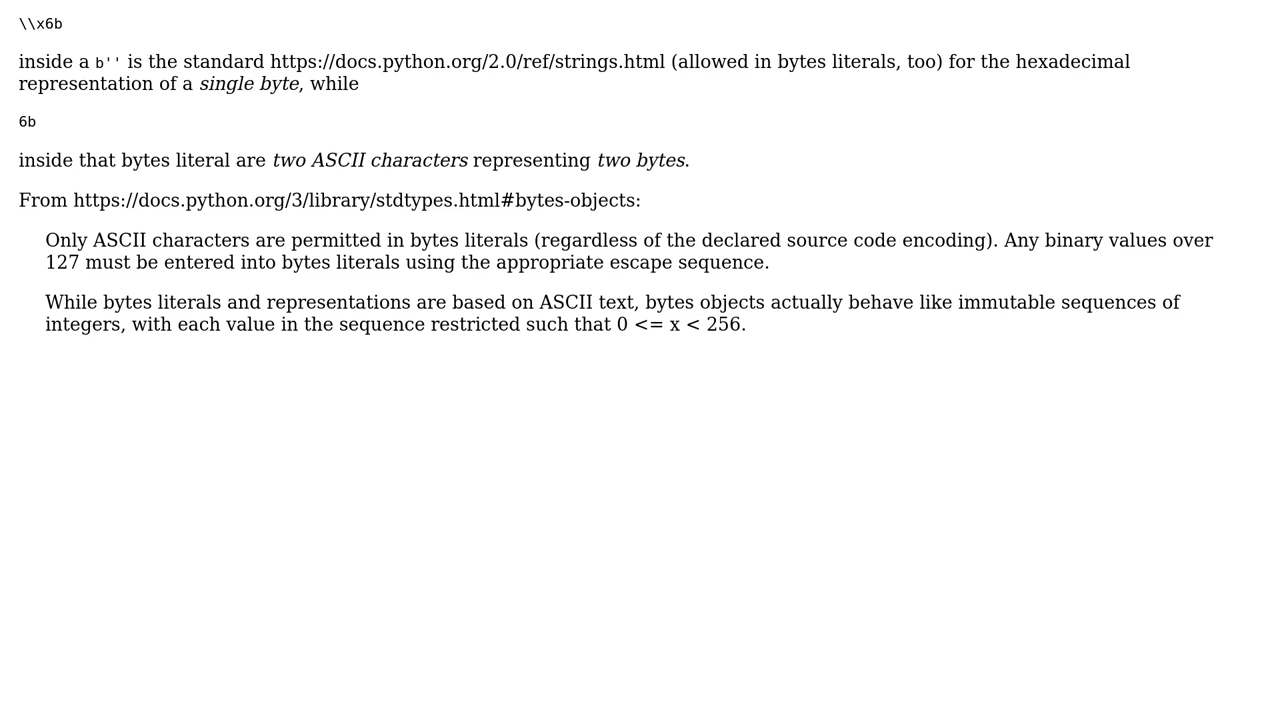 \\x6b
inside a b'' is the standard https://docs.python.org/2.0/ref/strings.html (allowed in bytes literals, too) for the hexadecimal
representation of a single byte, while
6b
inside that bytes literal are two ASCII characters representing two bytes.
From https://docs.python.org/3/library/stdtypes.html#bytes-objects:
Only ASCII characters are permitted in bytes literals (regardless of the declared source code encoding). Any binary values over
127 must be entered into bytes literals using the appropriate escape sequence.
While bytes literals and representations are based on ASCII text, bytes objects actually behave like immutable sequences of
integers, with each value in the sequence restricted such that 0 <= x < 256.